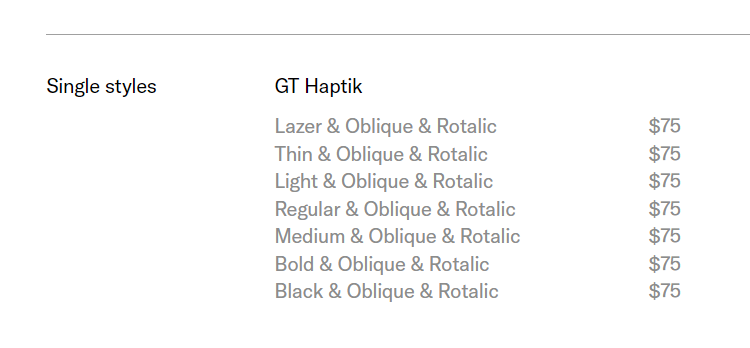 Single styles
GT Haptik
Lazer & Oblique & Rotalic $75
Thin & Oblique & Rotalic $75
Light & Oblique & Rotalic $75
Regular & Oblique & Rotalic $75
Medium & Oblique & Rotalic $75
Bold & Oblique & Rotalic $75
Black & Oblique & Rotalic $75